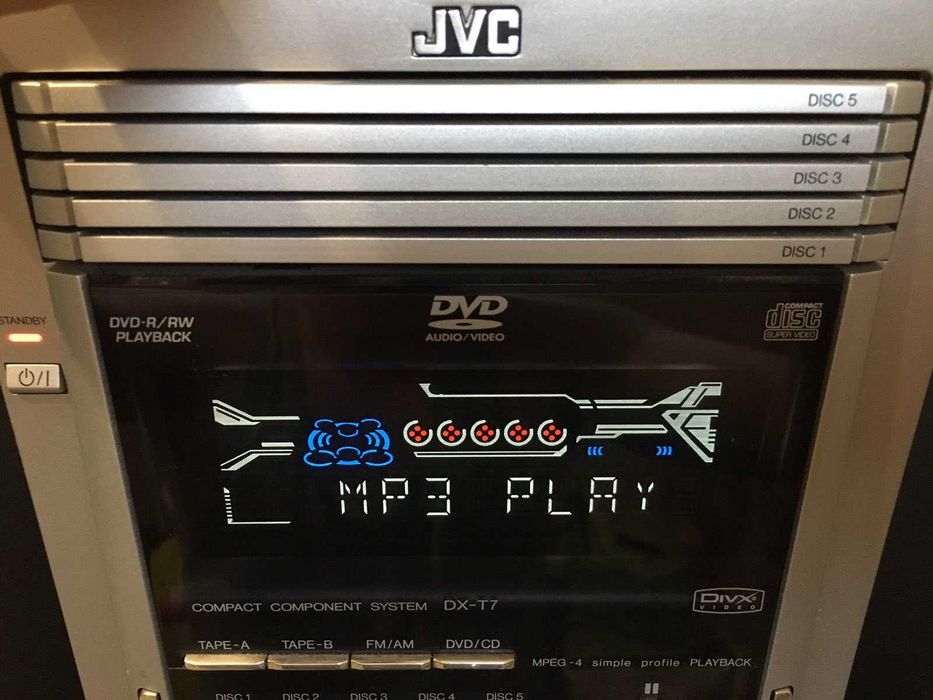 JVC
DISC 5
DISC 4
DISC 3
DISC 2
DISC 1
STANDBY
DVD-R/RW
PLAYBACK
DVD
AUDIO/VIDEO
COMPACT
disc
SUPER VIDEO
⏻/I
MP3 PLAY
COMPACT COMPONENT SYSTEM DX-T7
DivX
VIDEO
TAPE-A TAPE-B FM/AM DVD/CD
MPEG-4 simple profile PLAYBACK
DISC 1 DISC 2 DISC 3 DISC 4 DISC 5